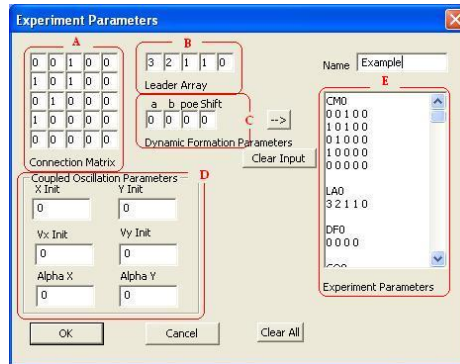 Experiment Parameters
A
0 0 1 0 0
1 0 1 0 0
0 1 0 0 0
1 0 0 0 0
0 0 0 0 0
Connection Matrix
B
3 2 1 1 0
Leader Array
a b poe Shift
0 0 0 0
C
-->
Dynamic Formation Parameters
Clear Input
Name Example
E
CM0
0 0 1 0 0
1 0 1 0 0
0 1 0 0 0
1 0 0 0 0
0 0 0 0 0
LA0
3 2 1 1 0
DF0
0 0 0 0
Experiment Parameters
Coupled Oscillation Parameters
D
X Init Y Init
0 0
Vx Init Vy Init
0 0
Alpha X Alpha Y
0 0
OK
Cancel
Clear All